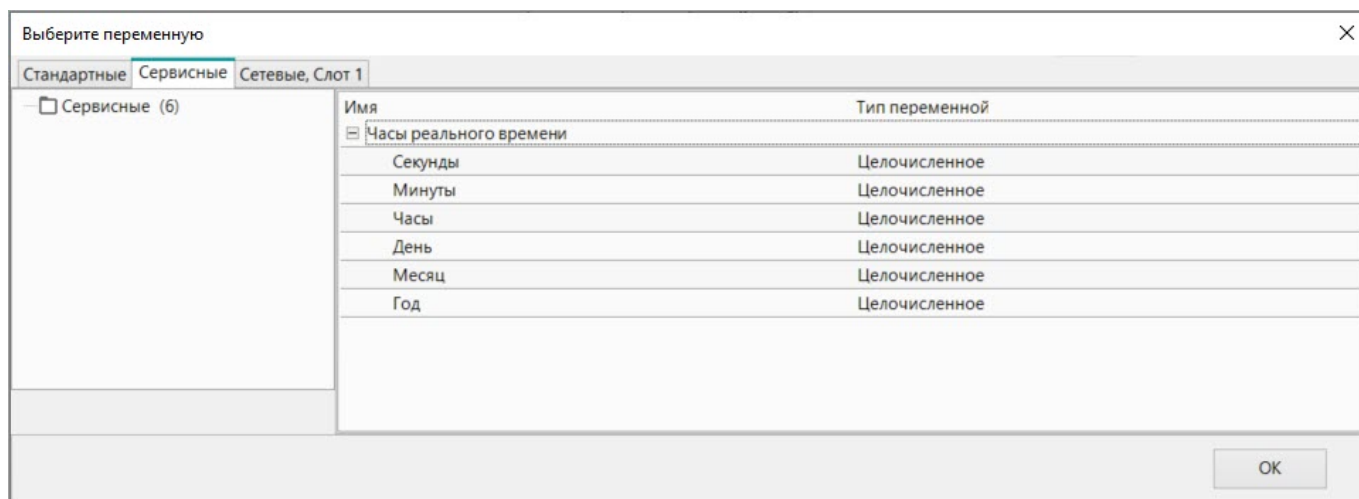 Выберите переменную
Стандартные Сервисные Сетевые, Слот 1
Сервисные (6)
Имя Тип переменной
Часы реального времени
Секунды Целочисленное
Минуты Целочисленное
Часы Целочисленное
День Целочисленное
Месяц Целочисленное
Год Целочисленное
OK